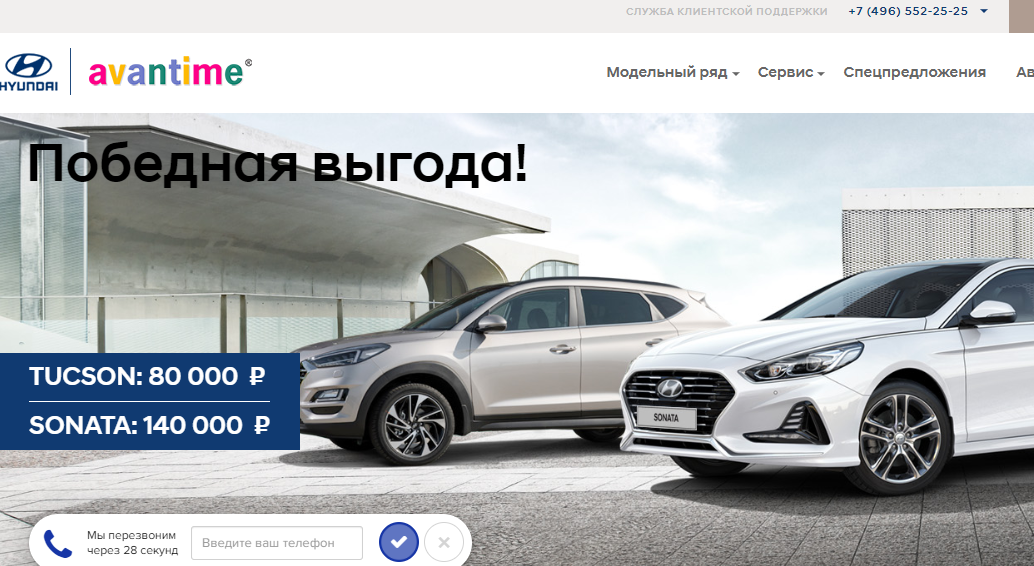 СЛУЖБА КЛИЕНТСКОЙ ПОДДЕРЖКИ +7 (496) 552-25-25
HYUNDAI avantime®
Модельный ряд Сервис Спецпредложения Ав
Победная выгода!
TUCSON: 80 000 ₽
SONATA: 140 000 ₽
SONATA
Мы перезвоним
через 28 секунд
Введите ваш телефон